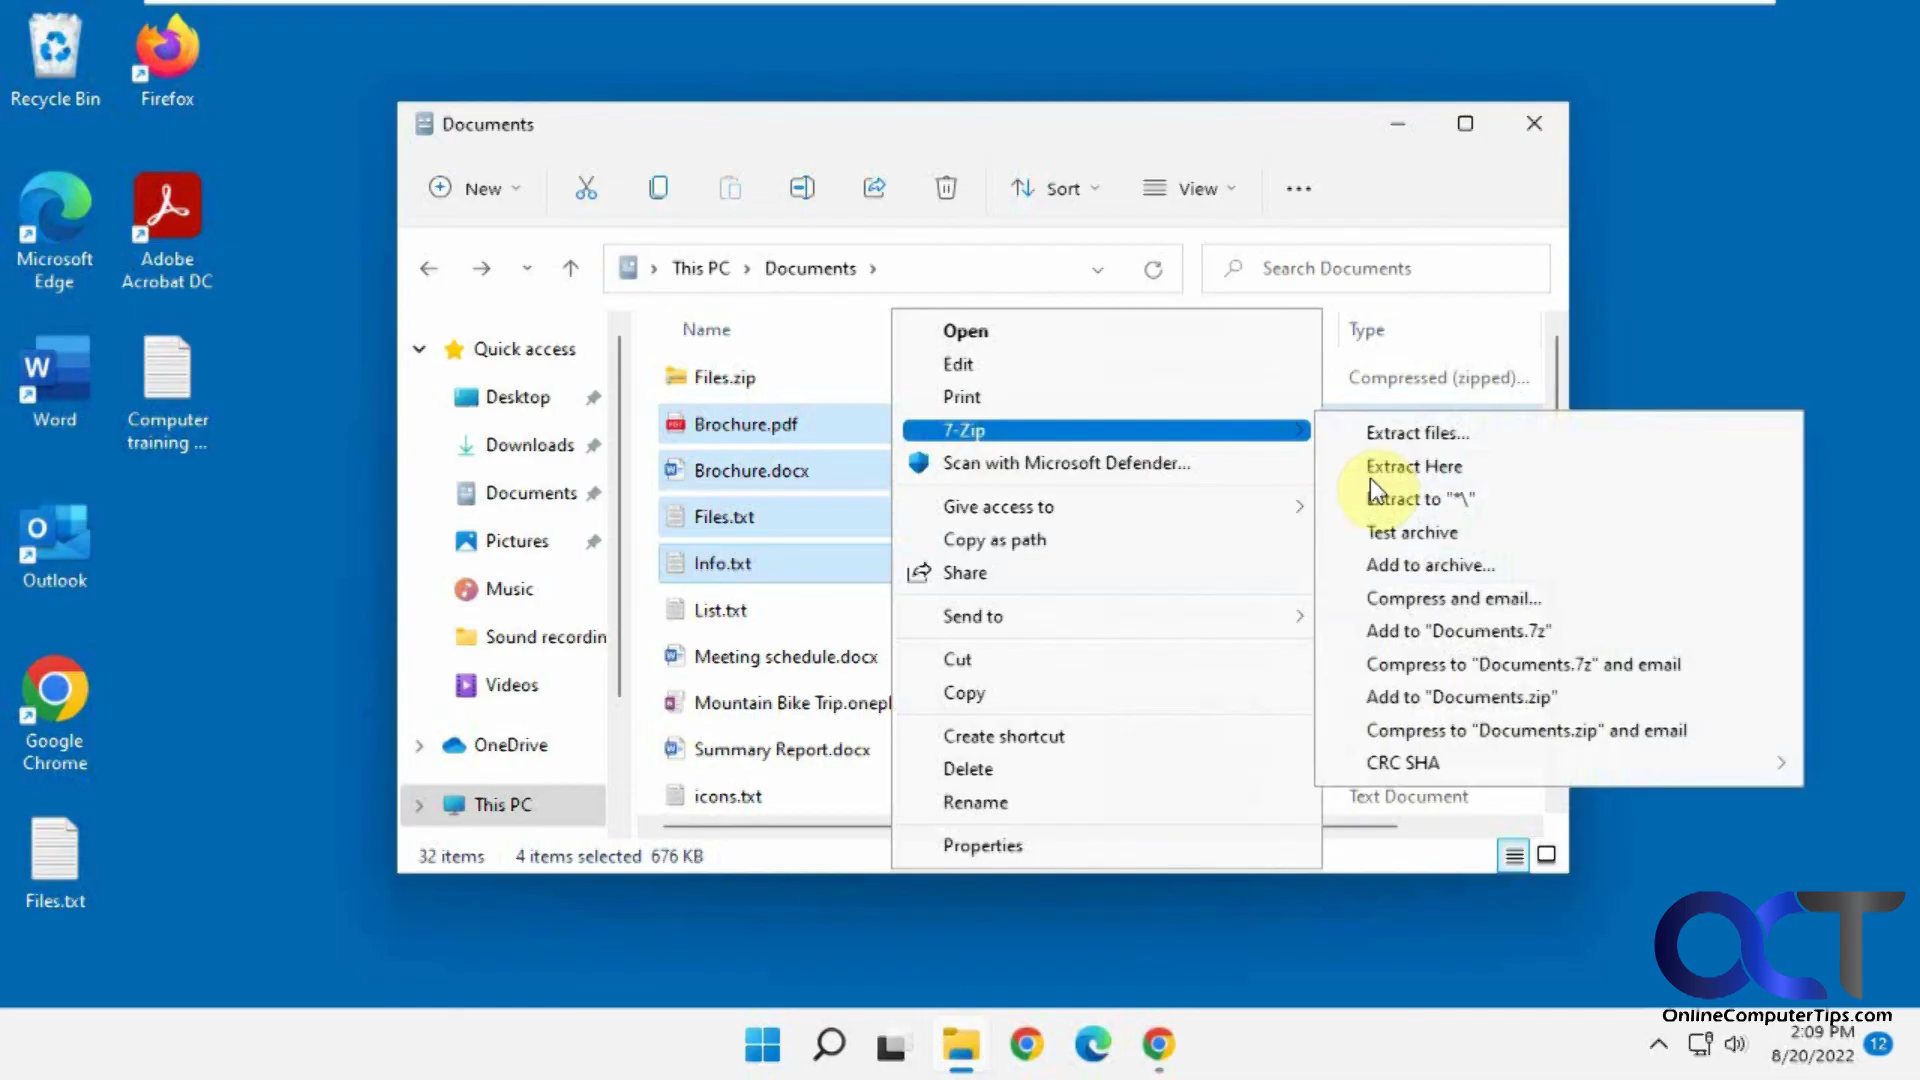 Recycle Bin
Firefox
Microsoft
Edge
Adobe
Acrobat DC
Word
Computer
training ...
Outlook
Google
Chrome
Files.txt
Documents
New
Sort
View
This PC
Documents
Search Documents
Quick access
Desktop
Downloads
Documents
Pictures
Music
Sound recordin
Videos
OneDrive
This PC
Name
Type
Files.zip
Compressed (zipped)...
Brochure.pdf
PDF
Brochure.docx
Files.txt
Info.txt
List.txt
Meeting schedule.docx
Mountain Bike Trip.onep
Summary Report.docx
icons.txt
Text Document
Open
Edit
Print
7-Zip
Scan with Microsoft Defender...
Give access to
Copy as path
Share
Send to
Cut
Copy
Create shortcut
Delete
Rename
Properties
Extract files...
Extract Here
Extract to "*\"
Test archive
Add to archive...
Compress and email...
Add to "Documents.7z"
Compress to "Documents.7z" and email
Add to "Documents.zip"
Compress to "Documents.zip" and email
CRC SHA
32 items
4 items selected 676 KB
OCT
OnlineComputerTips.com
2:09 PM
8/20/2022
12